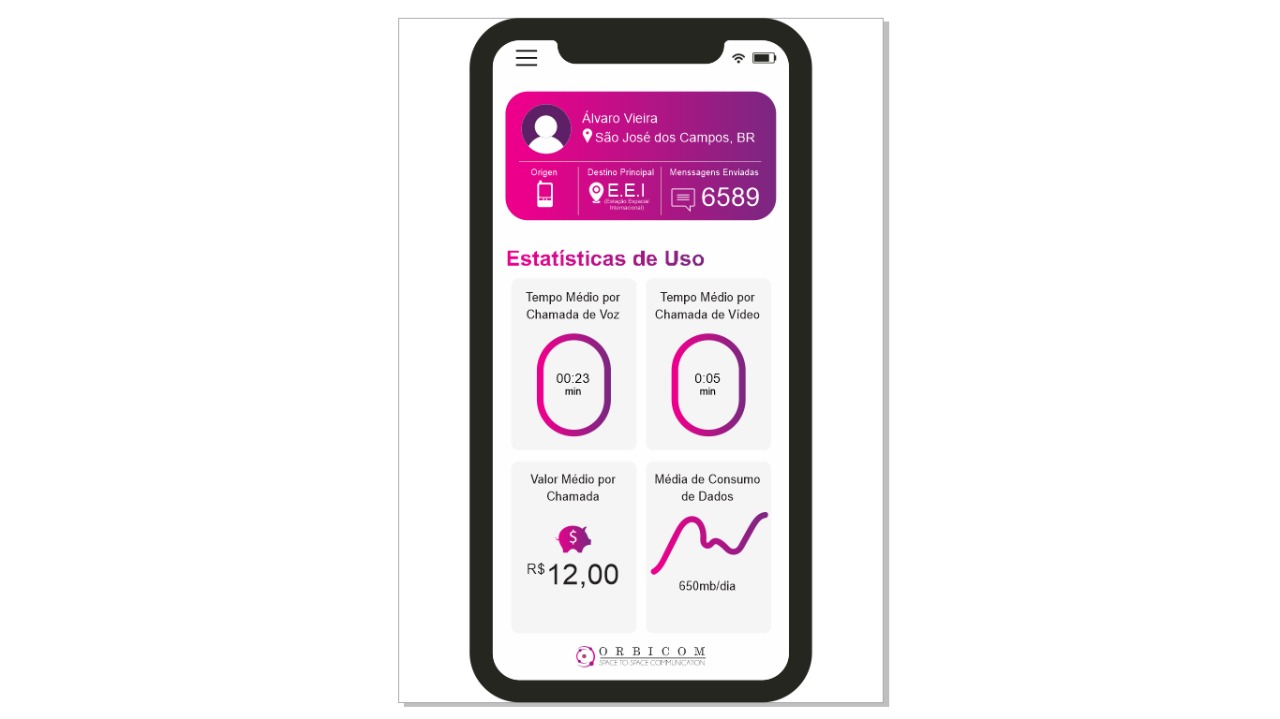 Álvaro Vieira
São José dos Campos, BR
Origen
Destino Principal
Menssagens Enviadas
E.E.I
(Estação Espacial
Internacional)
6589
Estatísticas de Uso
Tempo Médio por
Chamada de Voz
00:23
min
Tempo Médio por
Chamada de Vídeo
0:05
min
Valor Médio por
Chamada
$
R$12,00
Média de Consumo
de Dados
650mb/dia
ORBICOM
SPACE TO SPACE COMMUNICATION